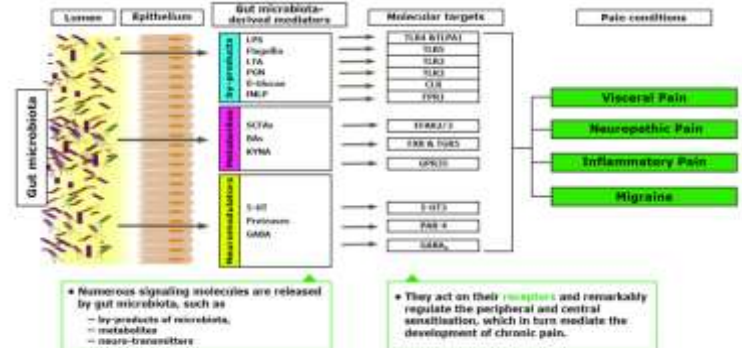 Lumen
Epithelium
Gut microbiota-
derived mediators
Molecular targets
Pain conditions
Gut microbiota
by-products
LPS
Flagella
LTA
PGN
FMLP
TLR5
TLR2
FPR1
Metabolites
SCFAs
BAs
KYNA
FXR & TGR5
GPR35
Neuromodulators
5-HT
Proteases
GABA
5-HT3
PAR 4
GABAA
Visceral Pain
Neuropathic Pain
Inflammatory Pain
Migraine
• Numerous signaling molecules are released
by gut microbiota, such as
– by-products of microbiota,
– metabolites
– neuro-transmitters
• They act on their receptors and remarkably
regulate the peripheral and central
sensitisation, which in turn mediate the
development of chronic pain.